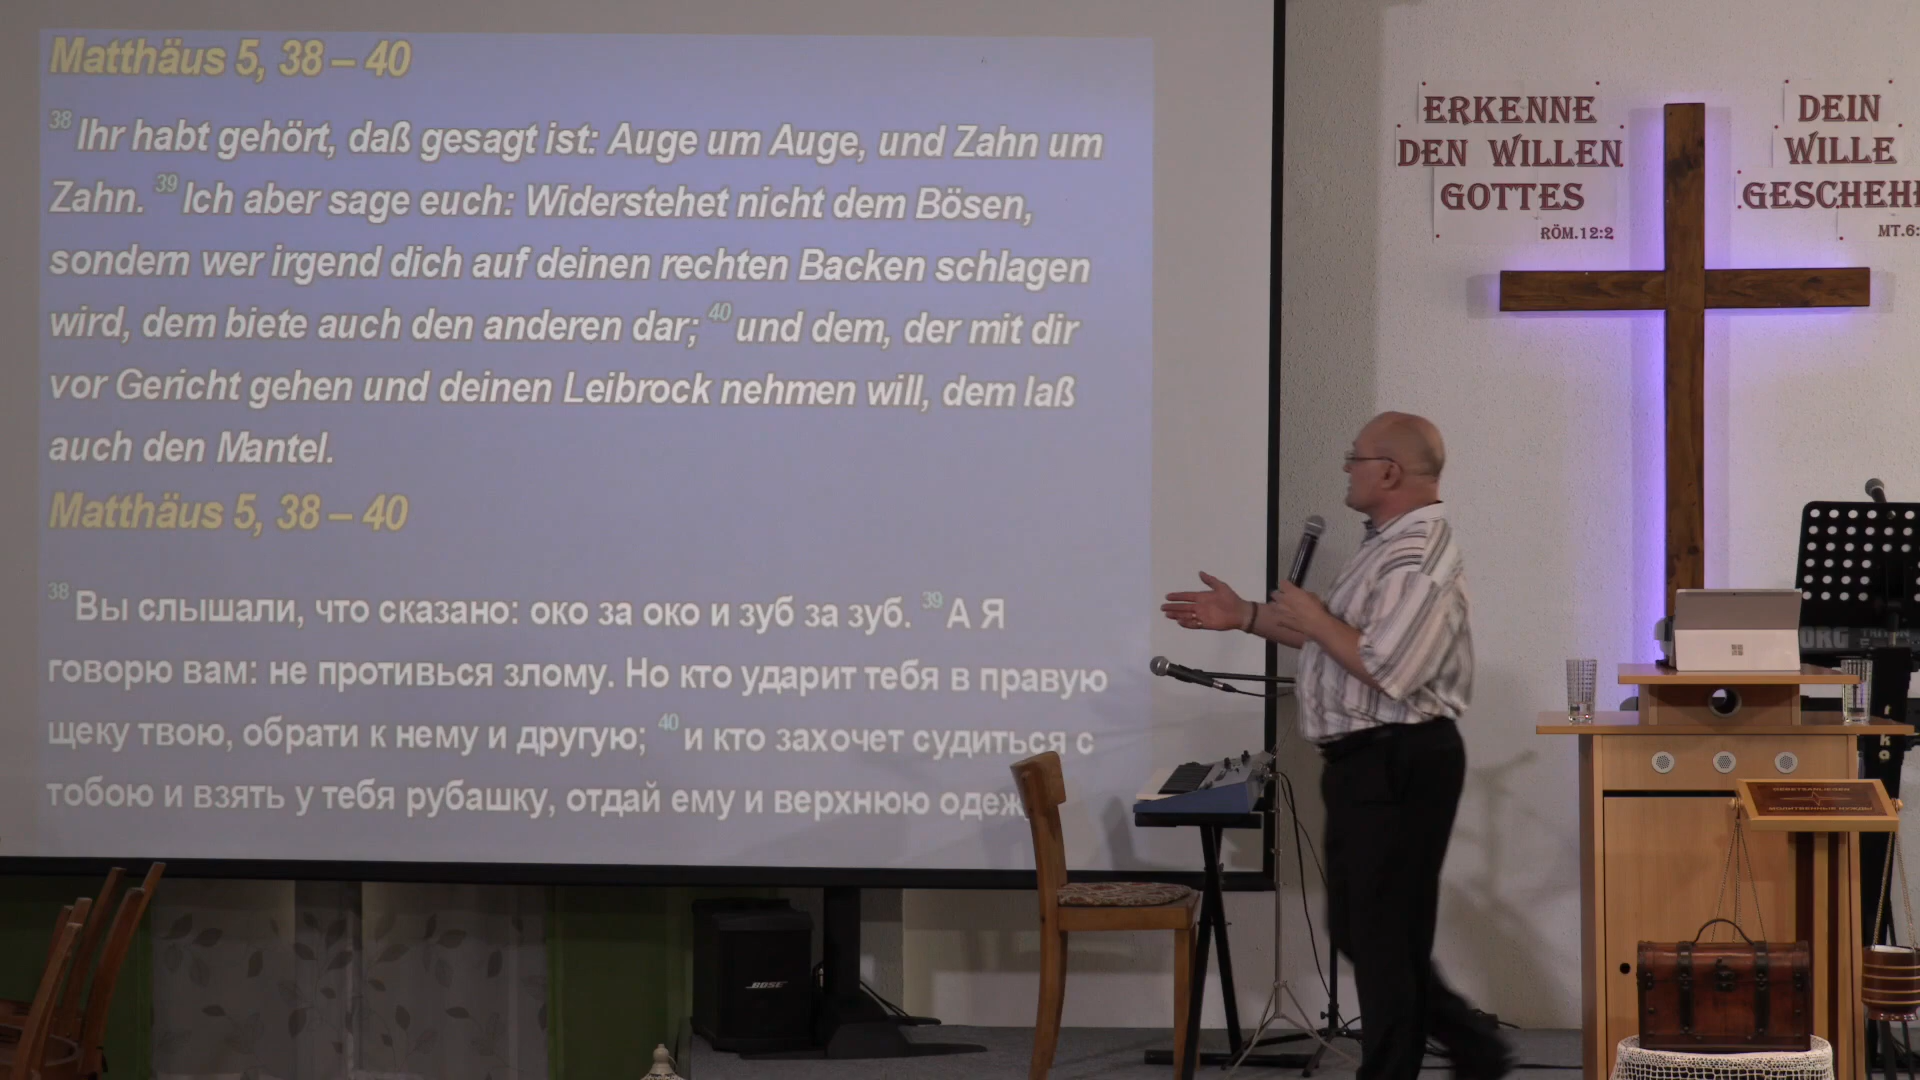 Matthäus 5, 38 – 40
38 Ihr habt gehört, daß gesagt ist: Auge um Auge, und Zahn um
Zahn. 39 Ich aber sage euch: Widerstehet nicht dem Bösen,
sondern wer irgend dich auf deinen rechten Backen schlagen
wird, dem biete auch den anderen dar; 40 und dem, der mit dir
vor Gericht gehen und deinen Leibrock nehmen will, dem laß
auch den Mantel.
Matthäus 5, 38 – 40
38 Вы слышали, что сказано: око за око и зуб за зуб. 39 А Я
говорю вам: не противься злому. Но кто ударит тебя в правую
щеку твою, обрати к нему и другую; 40 и кто захочет судиться с
тобою и взять у тебя рубашку, отдай ему и верхнюю
ERKENNE
DEN WILLEN
GOTTES
RÖM.12:2
DEIN
WILLE
GESCHEHE
MT.6:
KORG
BOSE